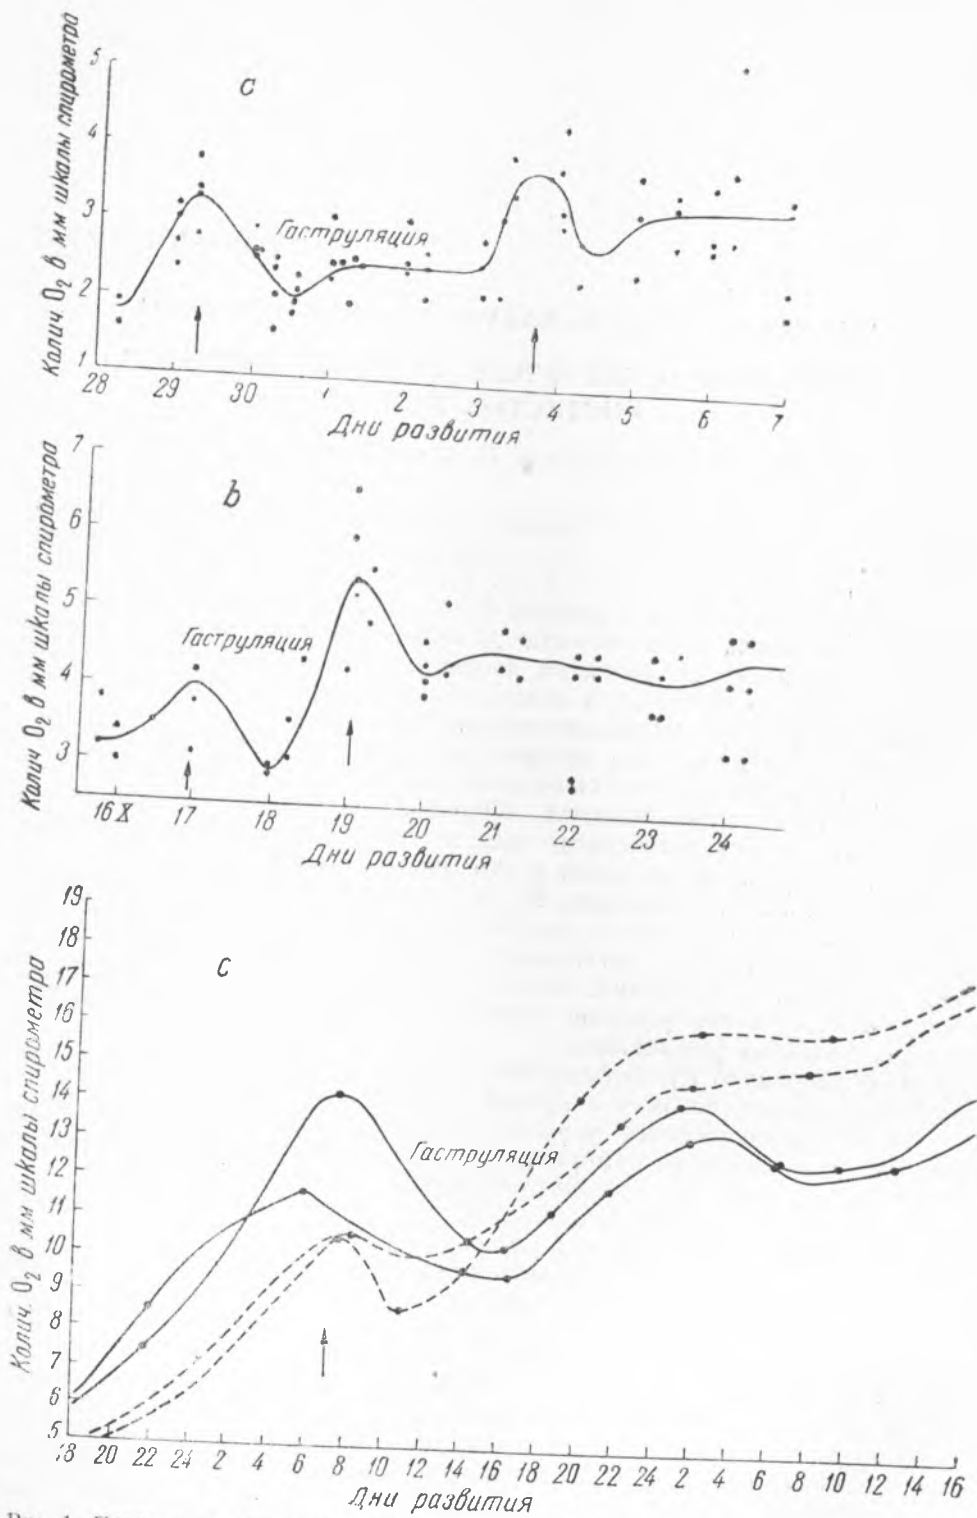 Колич O₂ в мм шкалы спирометра
5
4
3
2
1
c
Гаструляция
28 29 30 1 2 3 4 5 6 7
Дни развития
Колич O₂ в мм шкалы спирометра
7
6
5
4
3
b
Гаструляция
16 X 17 18 19 20 21 22 23 24
Дни развития
Колич. O₂ в мм шкалы спирометра
19
18
17
16
15
14
13
12
11
10
9
8
7
6
5
c
Гаструляция
18 20 22 24 2 4 6 8 10 12 14 16 18 20 22 24 2 4 6 8 10 12 14 16
Дни развития